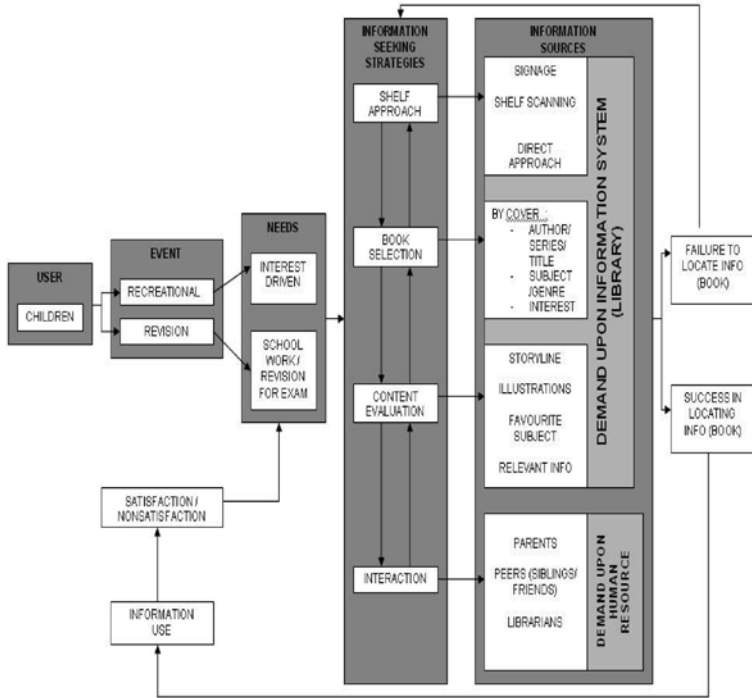 USER
CHILDREN
EVENT
RECREATIONAL
REVISION
NEEDS
INTEREST
DRIVEN
SCHOOL
WORK /
REVISION
FOR EXAM
INFORMATION
SEEKING
STRATEGIES
SHELF
APPROACH
BOOK
SELECTION
CONTENT
EVALUATION
INTERACTION
INFORMATION
SOURCES
SIGNAGE
SHELF SCANNING
DIRECT
APPROACH
BY COVER :
- AUTHOR/
SERIES/
TITLE
- SUBJECT
/GENRE
- INTEREST
STORYLINE
ILLUSTRATIONS
FAVOURITE
SUBJECT
RELEVANT INFO
DEMAND UPON INFORMATION SYSTEM
(LIBRARY)
PARENTS
PEERS (SIBLINGS/
FRIENDS)
LIBRARIANS
DEMAND UPON
HUMAN
RESOURCE
FAILURE TO
LOCATE INFO
(BOOK)
SUCCESS IN
LOCATING
INFO (BOOK)
SATISFACTION /
NONSATISFACTION
INFORMATION
USE